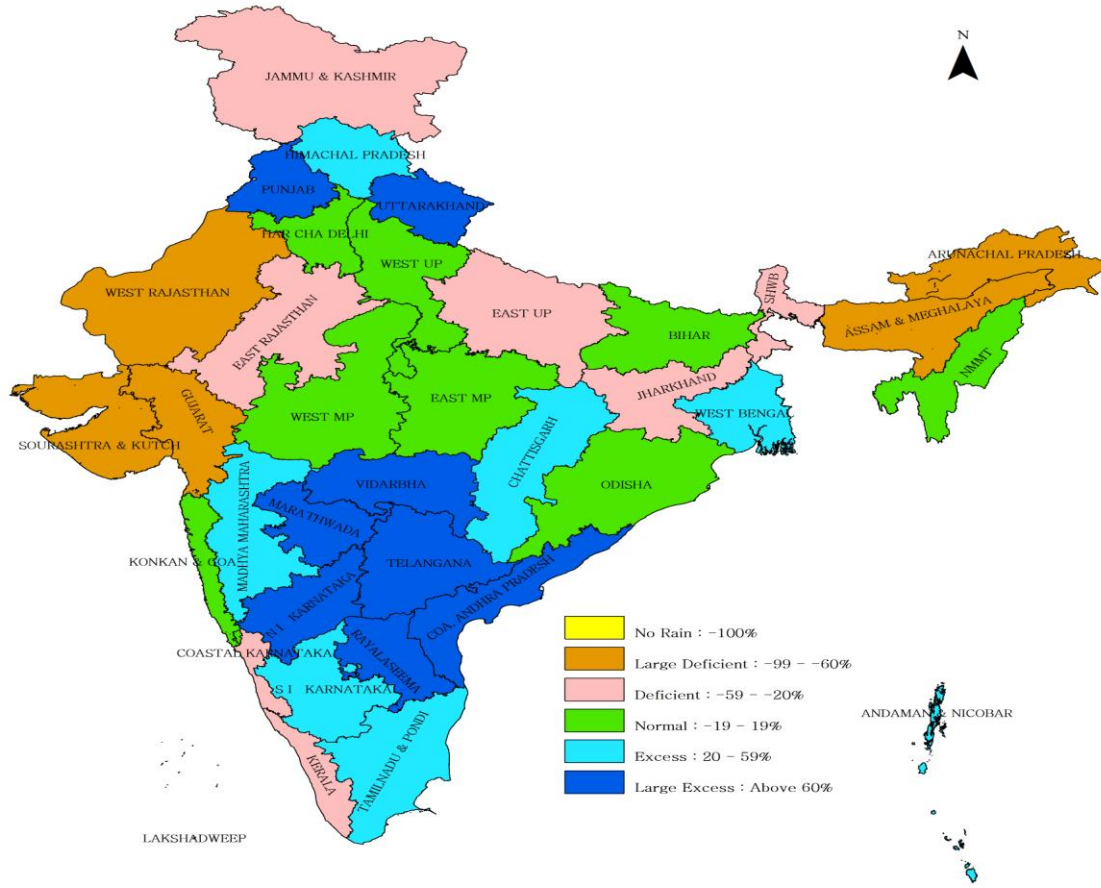 N
JAMMU & KASHMIR
HIMACHAL PRADESH
PUNJAB
UTTARAKHAND
HAR CHA DELHI
WEST UP
ARUNACHAL PRADESH
WEST RAJASTHAN
EAST RAJASTHAN
EAST UP
SHWB
ASSAM & MEGHALAYA
BIHAR
NMMT
JHARKHAND
GUJARAT
WEST MP
EAST MP
WEST BENGAL
SOURASHTRA & KUTCH
CHATTISGARH
MADHYA MAHARASHTRA
VIDARBHA
ODISHA
MARATHWADA
KONKAN & GOA
TELANGANA
COA. ANDHRA PRADESH
N I KARNATAKA
RAYALASEEMA
COASTAL KARNATAKA
S I KARNATAKA
TAMILNADU & PONDI
KERALA
LAKSHADWEEP
ANDAMAN & NICOBAR
No Rain : -100%
Large Deficient : -99 - -60%
Deficient : -59 - -20%
Normal : -19 - 19%
Excess : 20 - 59%
Large Excess : Above 60%